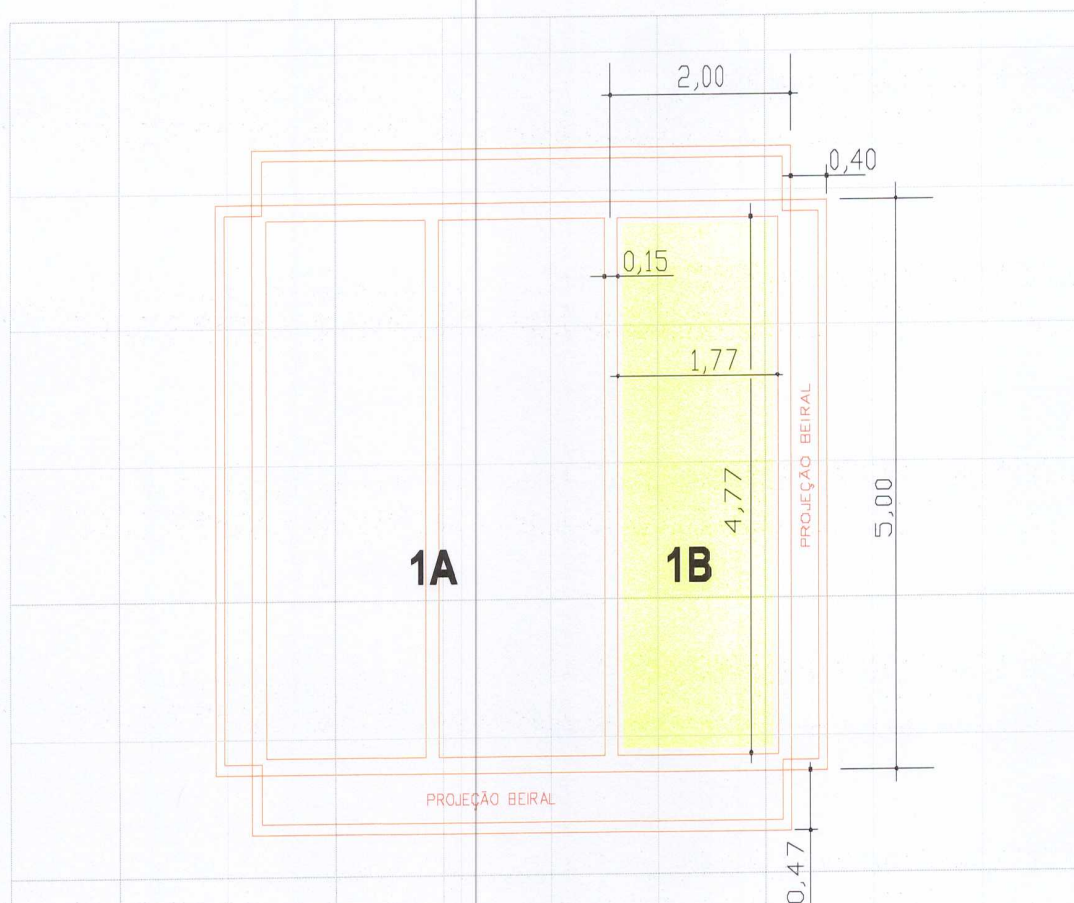 2,00
0,40
0,15
1,77
PROJEÇÃO BEIRAL
4,77
5,00
1A
1B
PROJEÇÃO BEIRAL
0,47